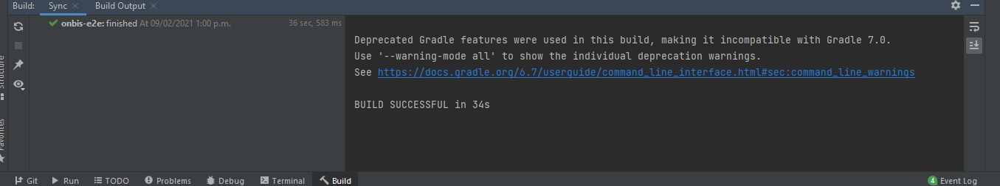 Build:
Sync
Build Output
onbis-e2e: finished At 09/02/2021 1:00 p.m.
36 sec, 583 ms
Deprecated Gradle features were used in this build, making it incompatible with Gradle 7.0.
Use '--warning-mode all' to show the individual deprecation warnings.
See https://docs.gradle.org/6.7/userguide/command_line_interface.html#sec:command_line_warnings
BUILD SUCCESSFUL in 34s
Structure
Favorites
Git
Run
TODO
Problems
Debug
Terminal
Build
4 Event Log